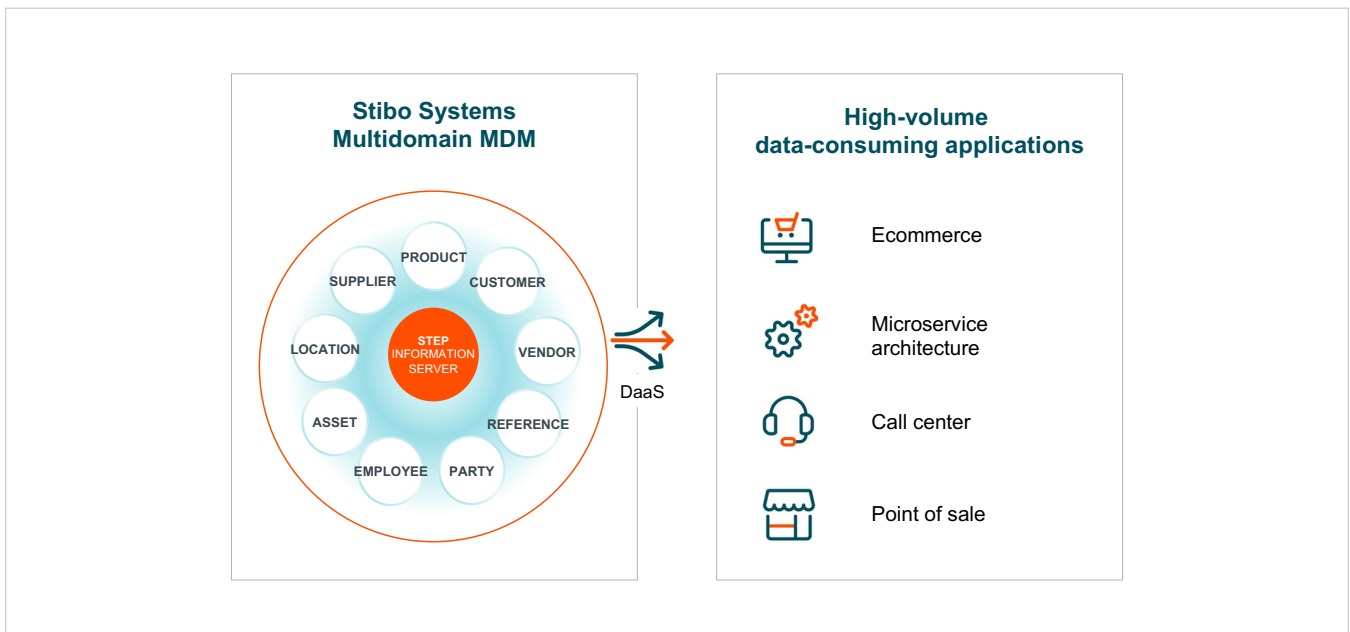 Stibo Systems
Multidomain MDM
PRODUCT
SUPPLIER
CUSTOMER
STEP
INFORMATION
SERVER
LOCATION
VENDOR
ASSET
REFERENCE
EMPLOYEE
PARTY
DaaS
High-volume
data-consuming applications
Ecommerce
Microservice
architecture
Call center
Point of sale